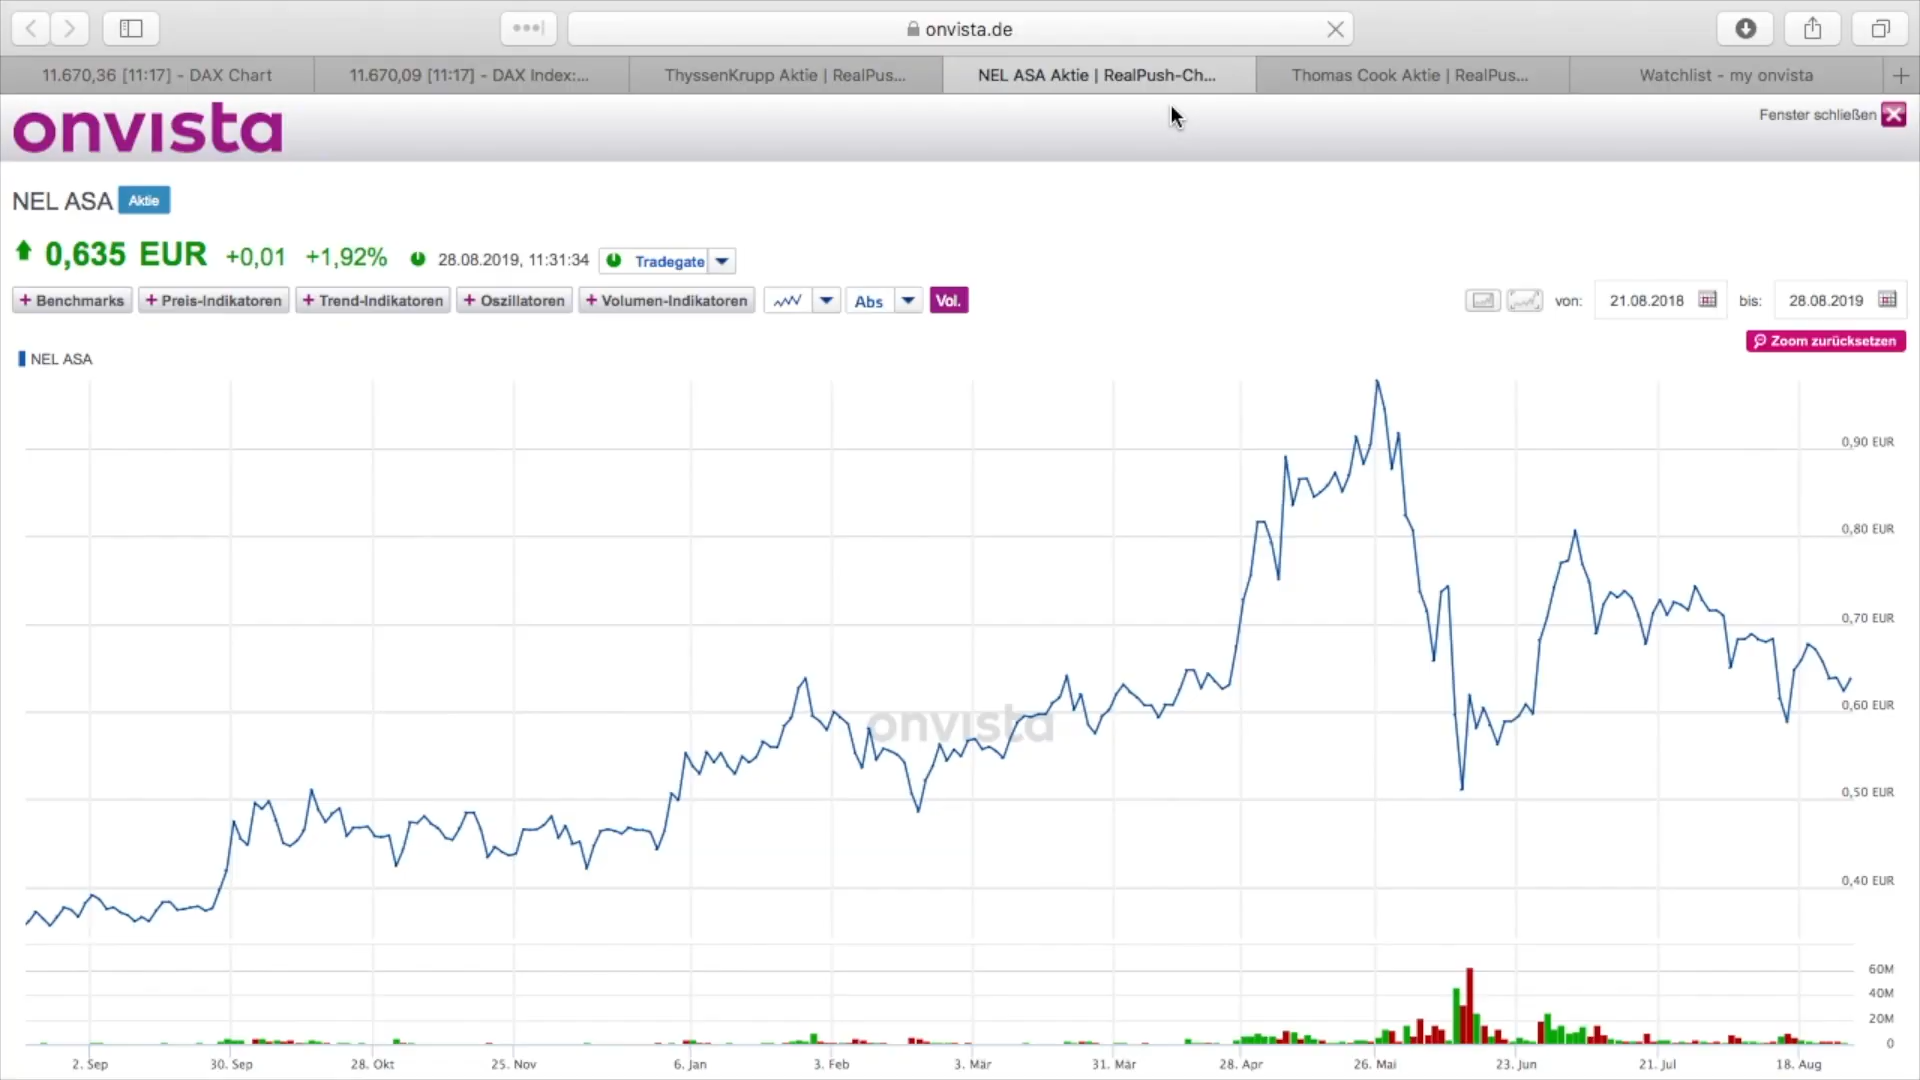 onvista.de
11.670,36 [11:17] - DAX Chart
11.670,09 [11:17] - DAX Index:...
ThyssenKrupp Aktie | RealPus...
NEL ASA Aktie | RealPush-Ch...
Thomas Cook Aktie | RealPus...
Watchlist - my onvista
onvista
Fenster schließen
NEL ASA Aktie
0,635 EUR +0,01 +1,92% 28.08.2019, 11:31:34 Tradegate
+ Benchmarks + Preis-Indikatoren + Trend-Indikatoren + Oszillatoren + Volumen-Indikatoren Abs Vol. von: 21.08.2018 bis: 28.08.2019
Zoom zurücksetzen
NEL ASA
0,90 EUR
0,80 EUR
0,70 EUR
0,60 EUR
onvista
0,50 EUR
0,40 EUR
60M
40M
20M
0
2. Sep 30. Sep 28. Okt 25. Nov 6. Jan 3. Feb 3. Mär 31. Mär 28. Apr 26. Mai 23. Jun 21. Jul 18. Aug